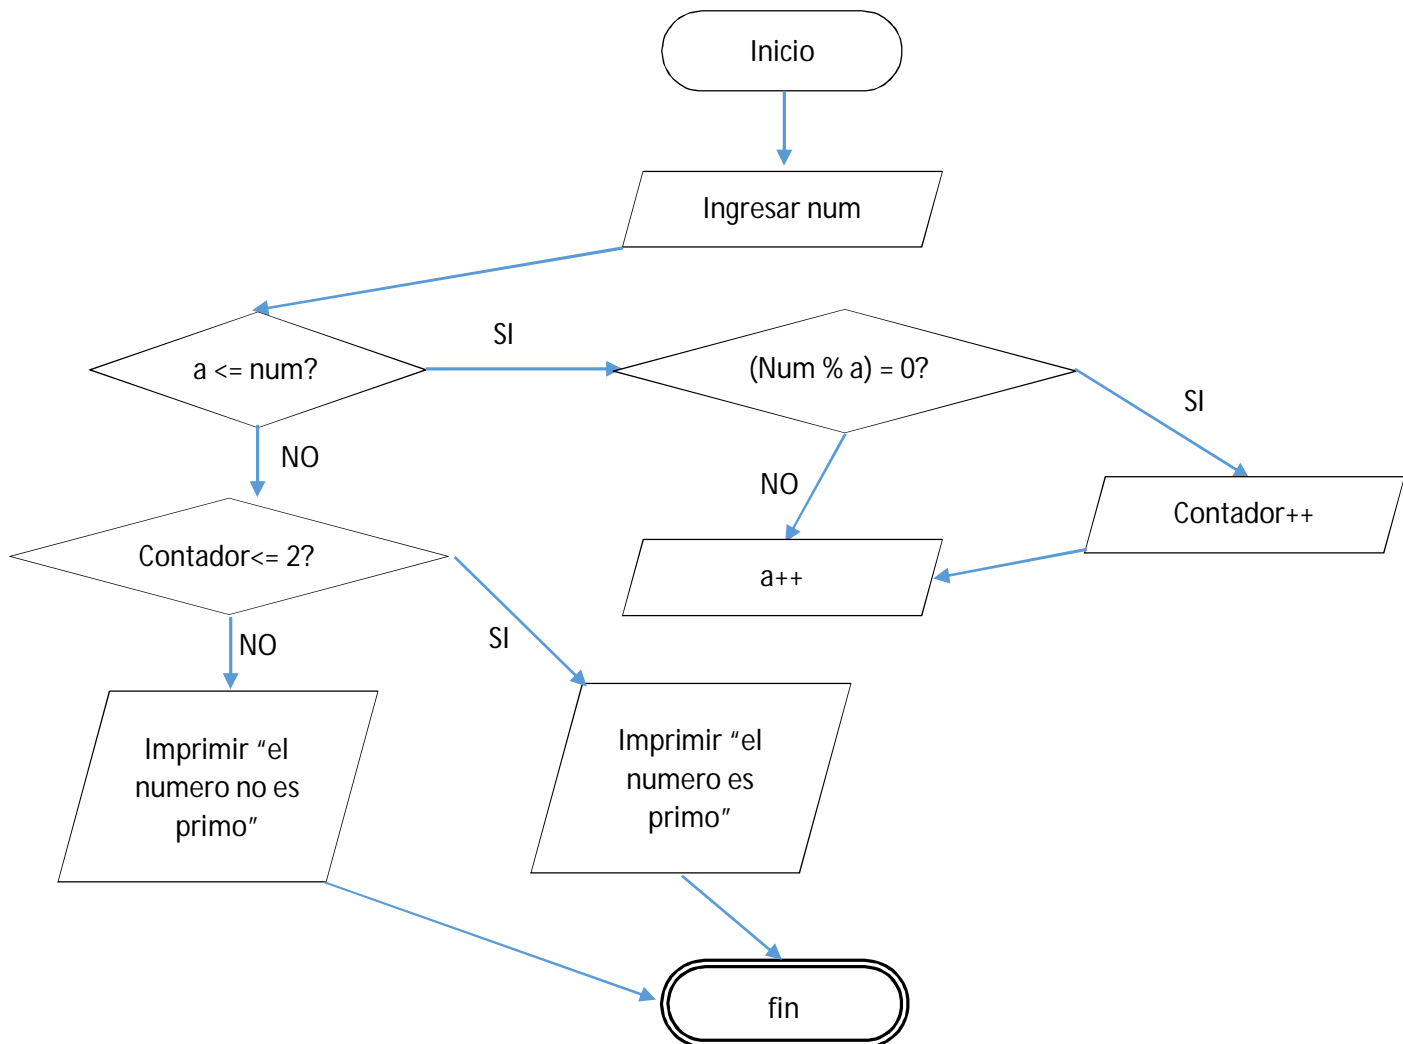 Inicio
Ingresar num
SI
a <= num?
(Num % a) = 0?
SI
NO
NO
Contador++
Contador<= 2?
a++
NO
SI
Imprimir “el
numero no es
primo”
Imprimir “el
numero es
primo”
fin